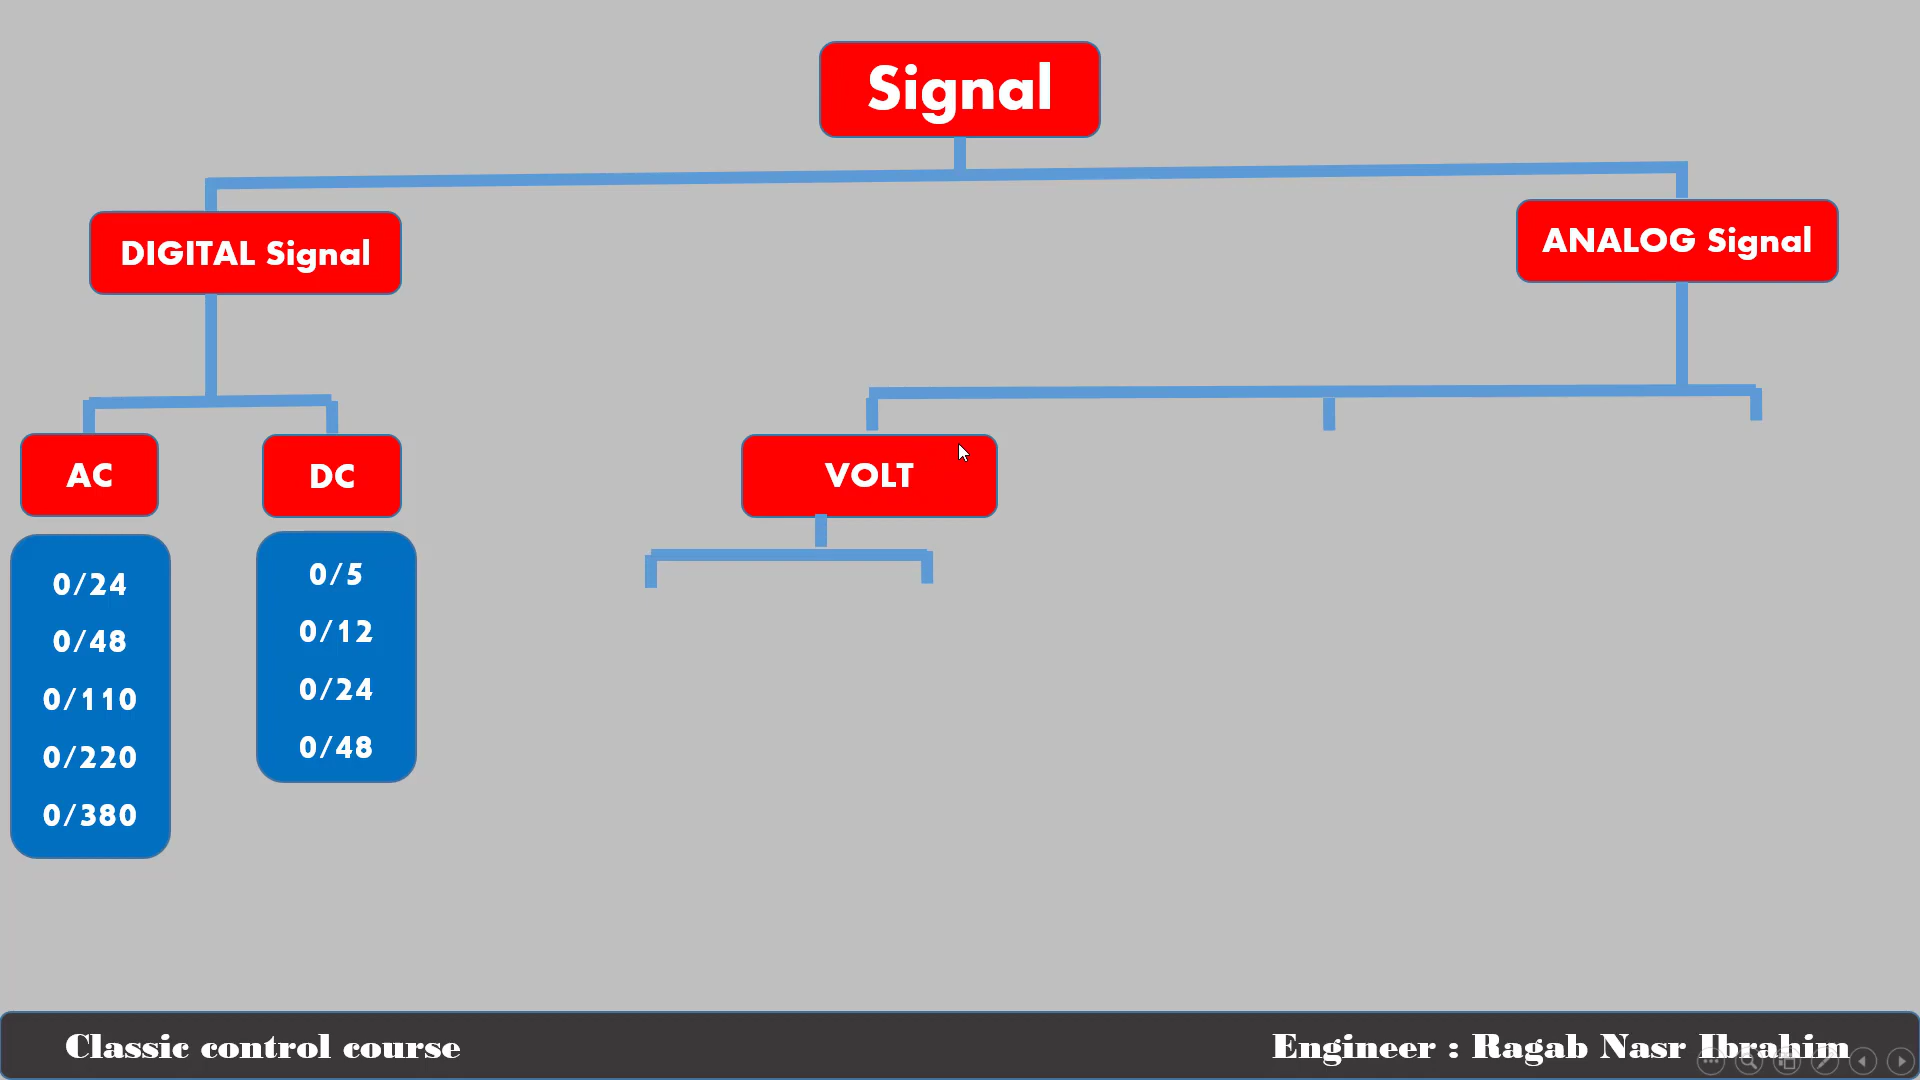 Signal
DIGITAL Signal
ANALOG Signal
AC
DC
VOLT
0/24
0/48
0/110
0/220
0/380
0/5
0/12
0/24
0/48
Classic control course
Engineer : Ragab Nasr Ibrahim